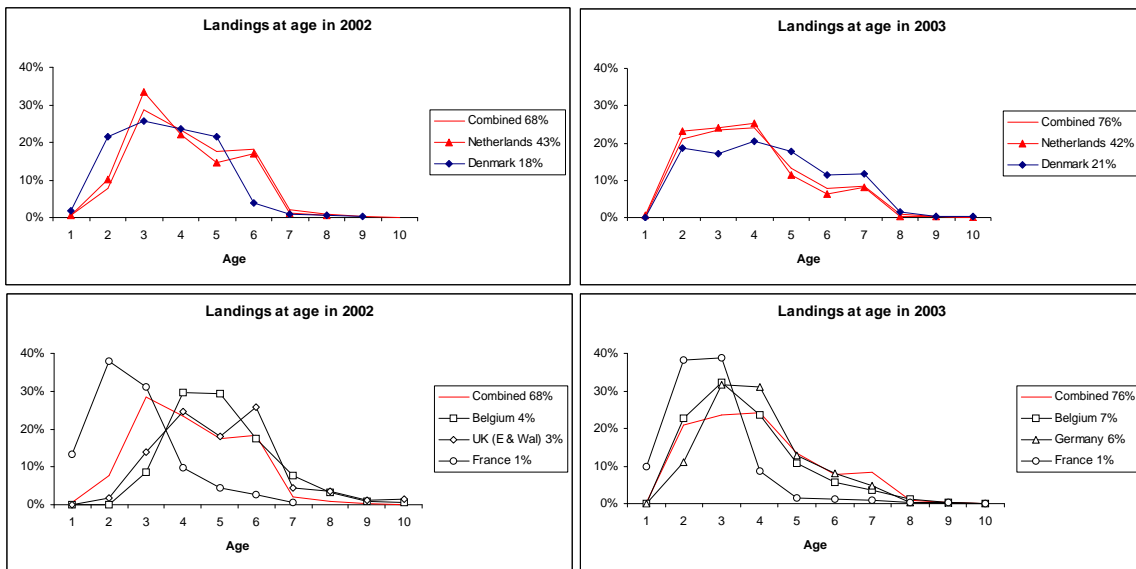 Landings at age in 2002
40%
30%
20%
10%
0%
1 2 3 4 5 6 7 8 9 10
Age
Combined 68%
Netherlands 43%
Denmark 18%
Landings at age in 2003
40%
30%
20%
10%
0%
1 2 3 4 5 6 7 8 9 10
Age
Combined 76%
Netherlands 42%
Denmark 21%
Landings at age in 2002
40%
30%
20%
10%
0%
1 2 3 4 5 6 7 8 9 10
Age
Combined 68%
Belgium 4%
UK (E & Wal) 3%
France 1%
Landings at age in 2003
40%
30%
20%
10%
0%
1 2 3 4 5 6 7 8 9 10
Age
Combined 76%
Belgium 7%
Germany 6%
France 1%